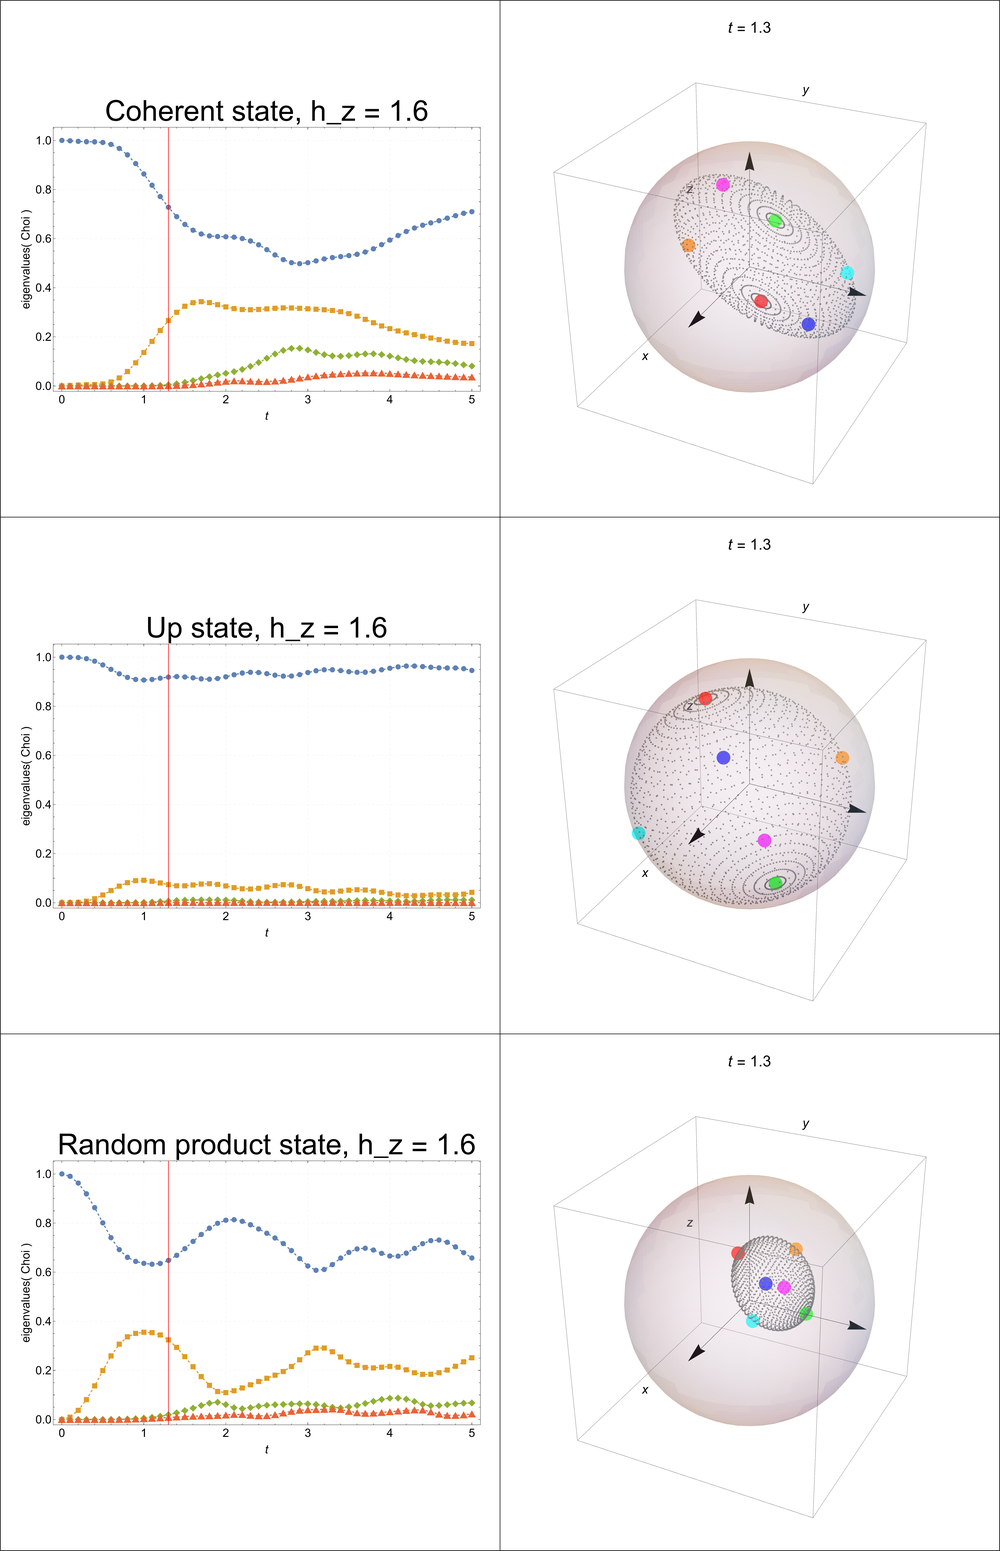 Coherent state, h_z = 1.6
eigenvalues( Choi )
1.0
0.8
0.6
0.4
0.2
0.0
0 1 2 3 4 5
t
t = 1.3
y
z
x
Up state, h_z = 1.6
eigenvalues( Choi )
1.0
0.8
0.6
0.4
0.2
0.0
0 1 2 3 4 5
t
t = 1.3
y
z
x
Random product state, h_z = 1.6
eigenvalues( Choi )
1.0
0.8
0.6
0.4
0.2
0.0
0 1 2 3 4 5
t
t = 1.3
y
z
x